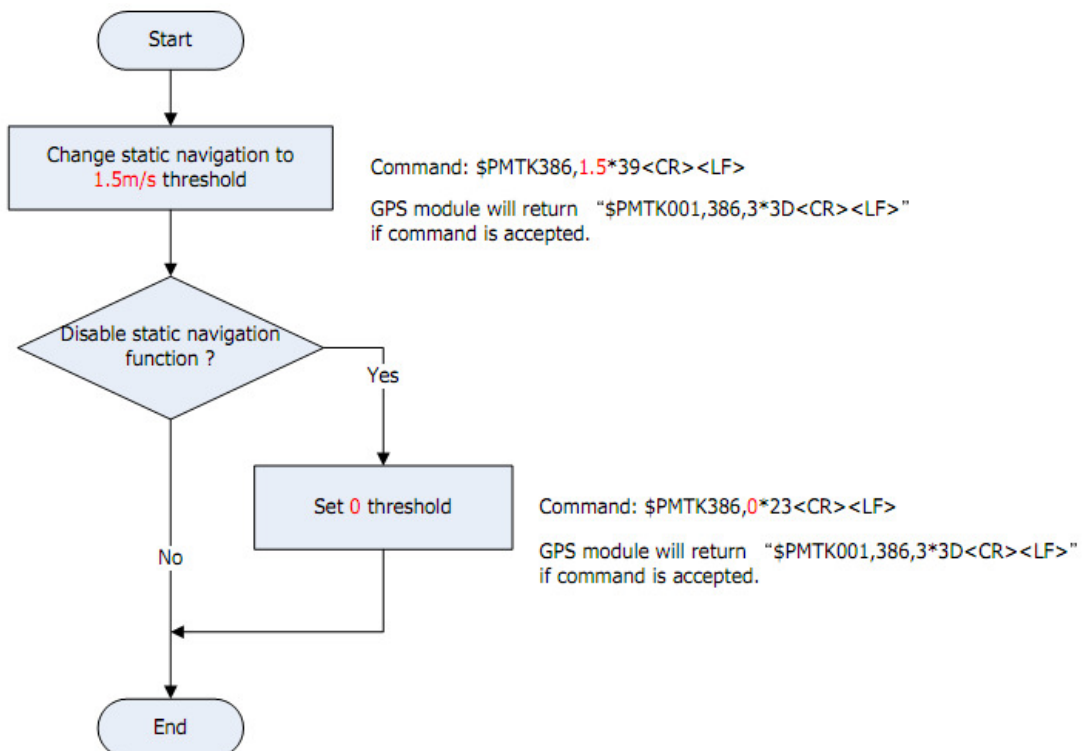 Start
Change static navigation to
1.5m/s threshold
Command: $PMTK386,1.5*39<CR><LF>
GPS module will return “$PMTK001,386,3*3D<CR><LF>”
if command is accepted.
Disable static navigation
function ?
Yes
Set 0 threshold
Command: $PMTK386,0*23<CR><LF>
GPS module will return “$PMTK001,386,3*3D<CR><LF>”
if command is accepted.
No
End